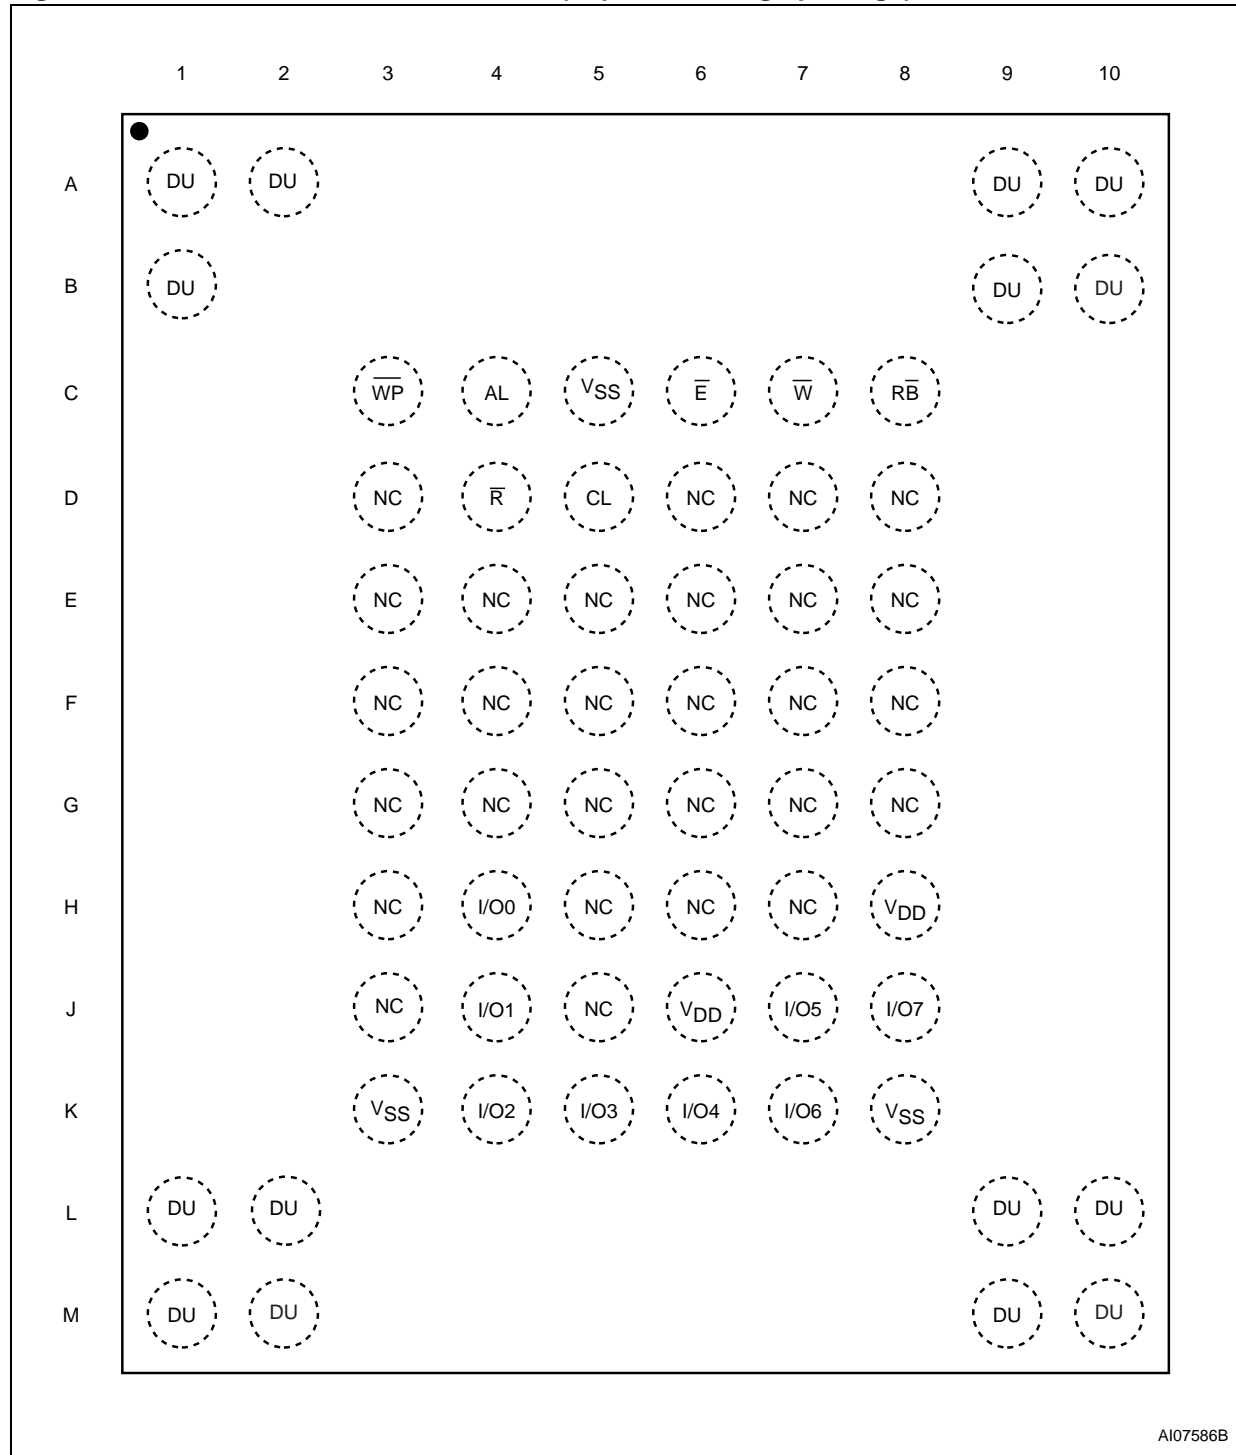 1 2 3 4 5 6 7 8 9 10
A DU DU DU DU
B DU DU DU
C W̅P̅ AL VSS E̅ W̅ RB̅
D NC R̅ CL NC NC NC
E NC NC NC NC NC NC
F NC NC NC NC NC NC
G NC NC NC NC NC NC
H NC I/O0 NC NC NC VDD
J NC I/O1 NC VDD I/O5 I/O7
K VSS I/O2 I/O3 I/O4 I/O6 VSS
L DU DU DU DU
M DU DU DU DU
AI07586B